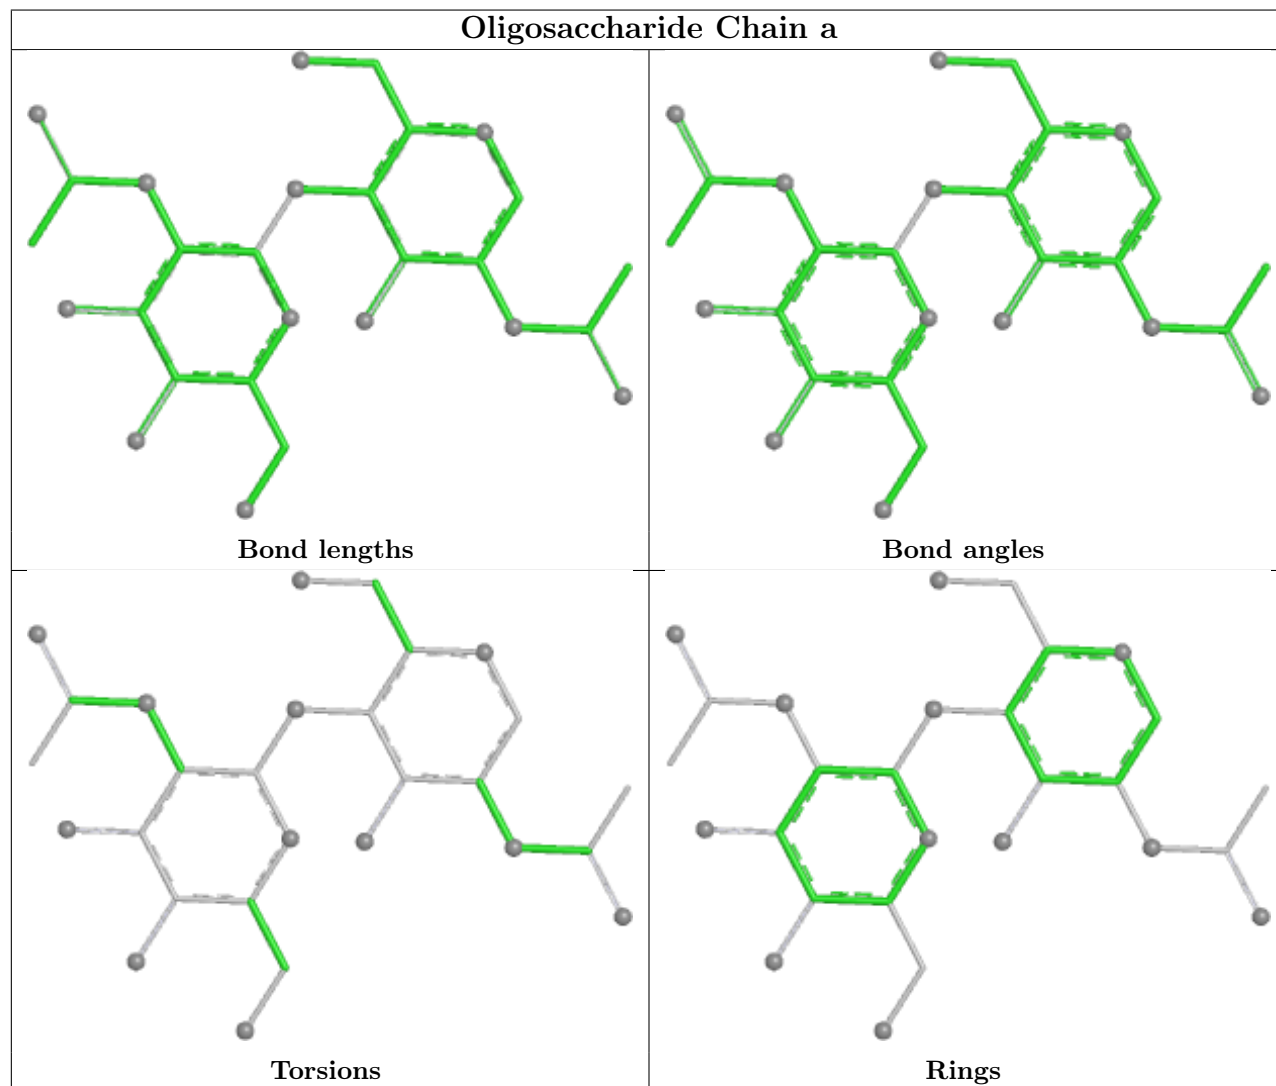 Oligosaccharide Chain a
Bond lengths
Bond angles
Torsions
Rings